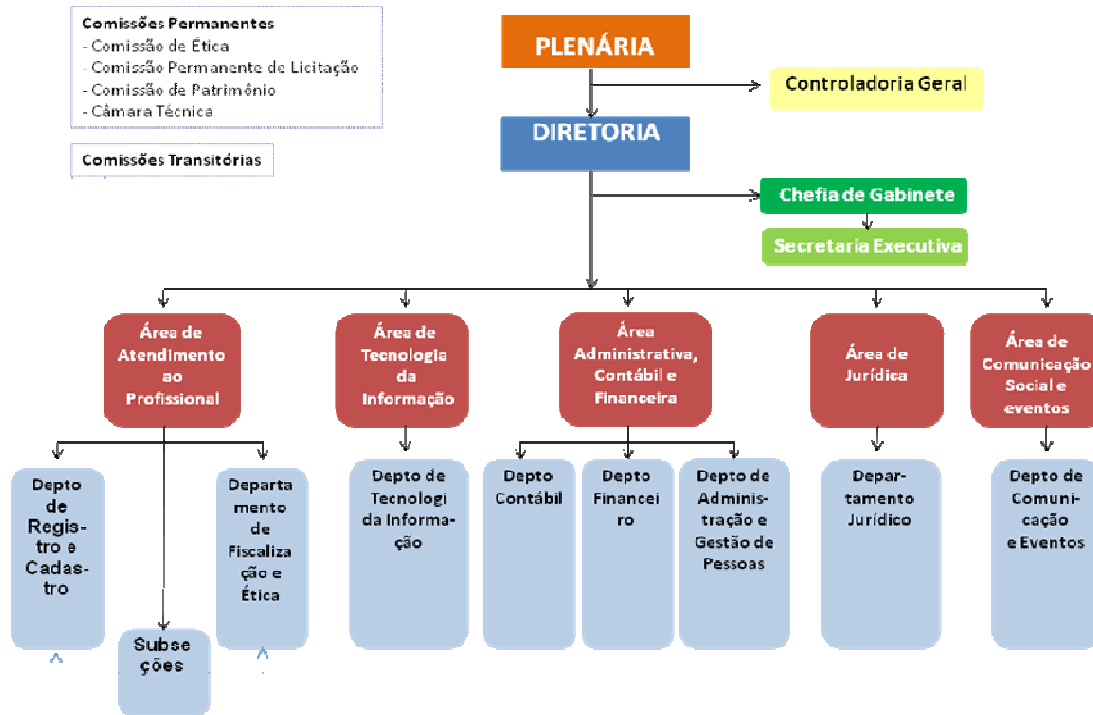 Comissões Permanentes
- Comissão de Ética
- Comissão Permanente de Licitação
- Comissão de Patrimônio
- Câmara Técnica
Comissões Transitórias
PLENÁRIA
Controladoria Geral
DIRETORIA
Chefia de Gabinete
Secretaria Executiva
Área de
Atendimento
ao
Profissional
Área de
Tecnologia
da
Informação
Área
Administrativa,
Contábil e
Financeira
Área de
Jurídica
Área de
Comunicação
Social e
eventos
Depto
de
Regis-
tro e
Cadas-
tro
Subse
ções
Departa
mento
de
Fiscaliza
ção e
Ética
Depto de
Tecnologi
da Informa-
ção
Depto
Contábil
Depto
Financei
ro
Depto de
Adminis-
tração e
Gestão de
Pessoas
Depar-
tamento
Jurídico
Depto de
Comuni-
cação
e Eventos